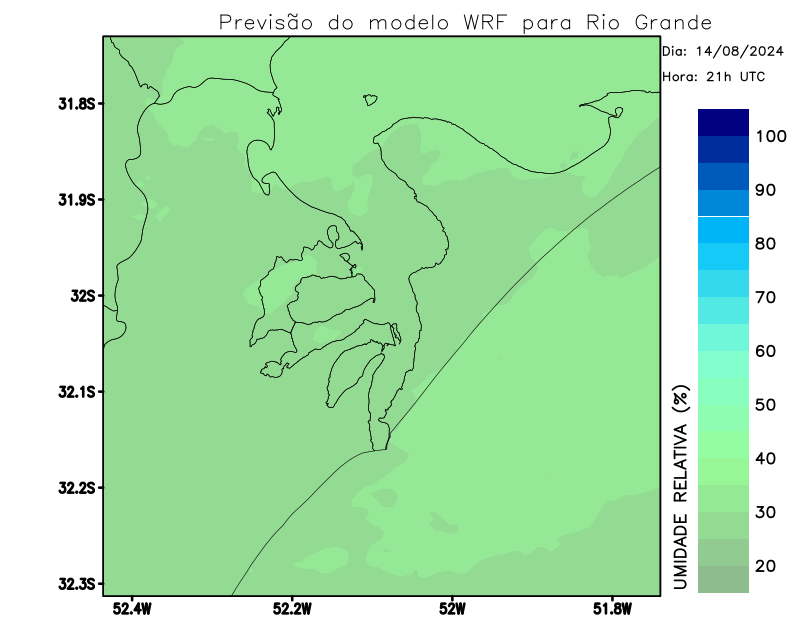 Previsão do modelo WRF para Rio Grande
Dia: 14/08/2024
Hora: 21h UTC
31.8S
31.9S
32S
32.1S
32.2S
32.3S
52.4W
52.2W
52W
51.8W
100
90
80
70
60
50
40
30
20
UMIDADE RELATIVA (%)